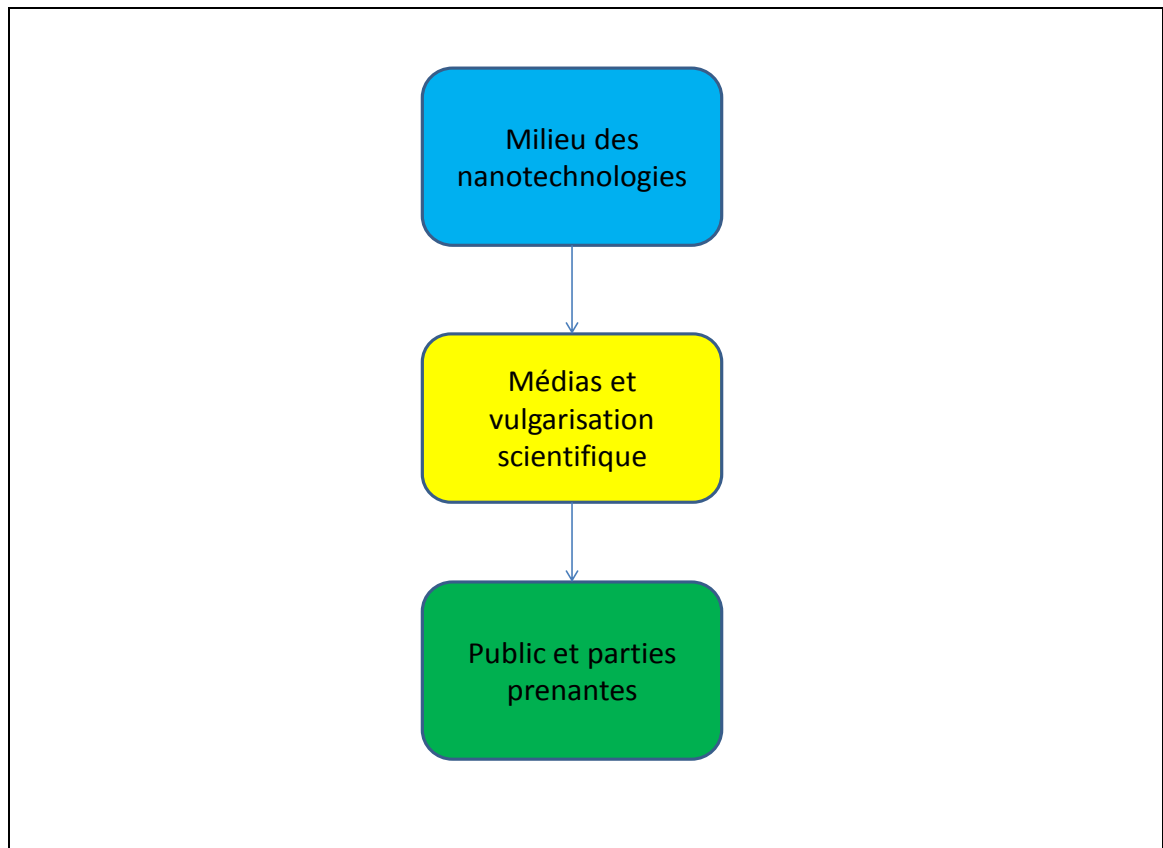 Milieu des
nanotechnologies
Médias et
vulgarisation
scientifique
Public et parties
prenantes